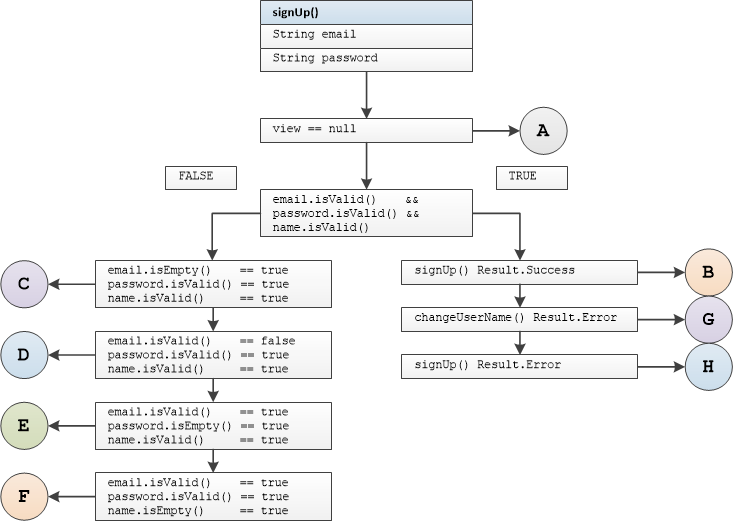 signUp()
String email
String password
view == null
A
FALSE
TRUE
email.isValid() &&
password.isValid() &&
name.isValid()
C
email.isEmpty() == true
password.isValid() == true
name.isValid() == true
signUp() Result.Success
B
changeUserName() Result.Error
G
D
email.isValid() == false
password.isValid() == true
name.isValid() == true
signUp() Result.Error
H
E
email.isValid() == true
password.isEmpty() == true
name.isValid() == true
F
email.isValid() == true
password.isValid() == true
name.isEmpty() == true